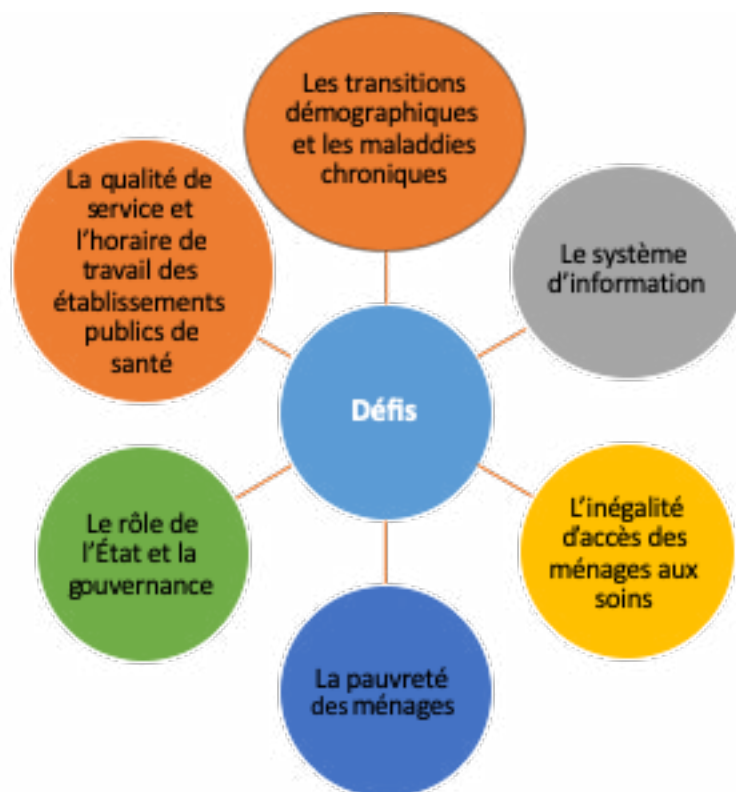 Les transitions
démographiques
et les maladdies
chroniques
La qualité de
service et
l'horaire de
travail des
établissements
publics de
santé
Le système
d'information
Défis
Le rôle de
l'État et la
gouvernance
L'inégalité
d'accès des
ménages aux
soins
La pauvreté
des ménages